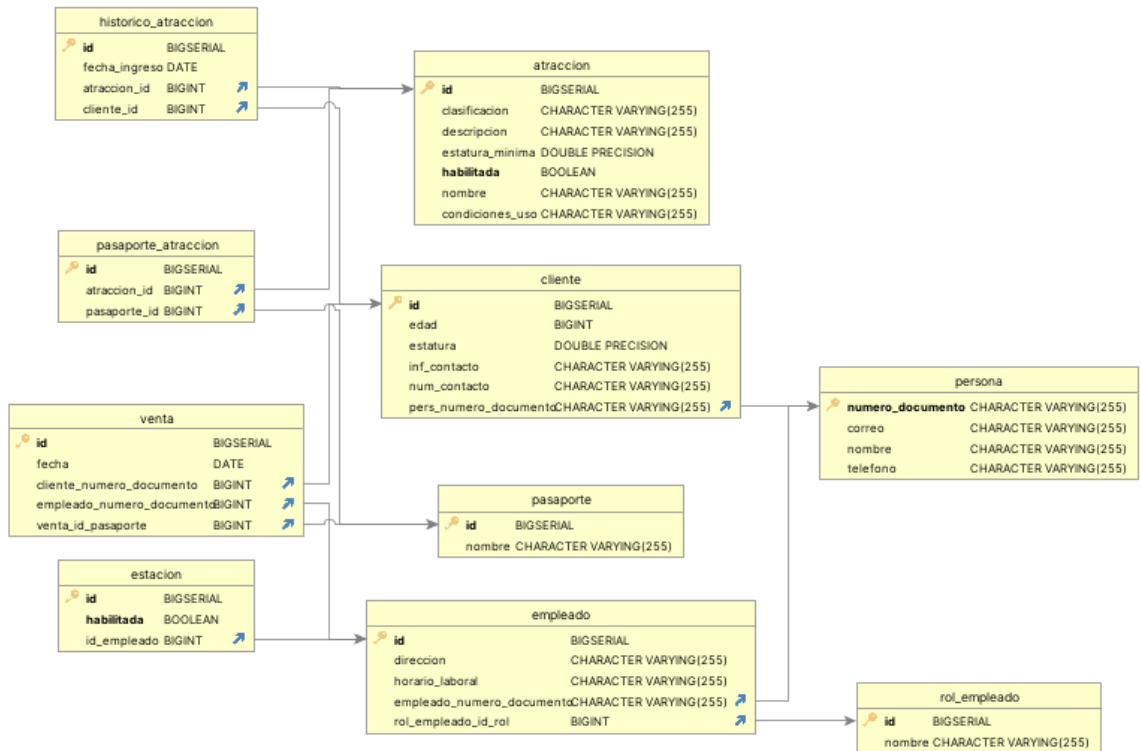 historico_atraccion
id BIGSERIAL
fecha_ingreso DATE
atraccion_id BIGINT
cliente_id BIGINT
atraccion
id BIGSERIAL
clasificacion CHARACTER VARYING(255)
descripcion CHARACTER VARYING(255)
estatura_minima DOUBLE PRECISION
habilitada BOOLEAN
nombre CHARACTER VARYING(255)
condiciones_uso CHARACTER VARYING(255)
pasaporte_atraccion
id BIGSERIAL
atraccion_id BIGINT
pasaporte_id BIGINT
cliente
id BIGSERIAL
edad BIGINT
estatura DOUBLE PRECISION
inf_contacto CHARACTER VARYING(255)
num_contacto CHARACTER VARYING(255)
pers_numero_documento CHARACTER VARYING(255)
persona
numero_documento CHARACTER VARYING(255)
correo CHARACTER VARYING(255)
nombre CHARACTER VARYING(255)
telefono CHARACTER VARYING(255)
venta
id BIGSERIAL
fecha DATE
cliente_numero_documento BIGINT
empleado_numero_documento BIGINT
venta_id_pasaporte BIGINT
pasaporte
id BIGSERIAL
nombre CHARACTER VARYING(255)
estacion
id BIGSERIAL
habilitada BOOLEAN
id_empleado BIGINT
empleado
id BIGSERIAL
direccion CHARACTER VARYING(255)
horario_laboral CHARACTER VARYING(255)
empleado_numero_documento CHARACTER VARYING(255)
rol_empleado_id_rol BIGINT
rol_empleado
id BIGSERIAL
nombre CHARACTER VARYING(255)